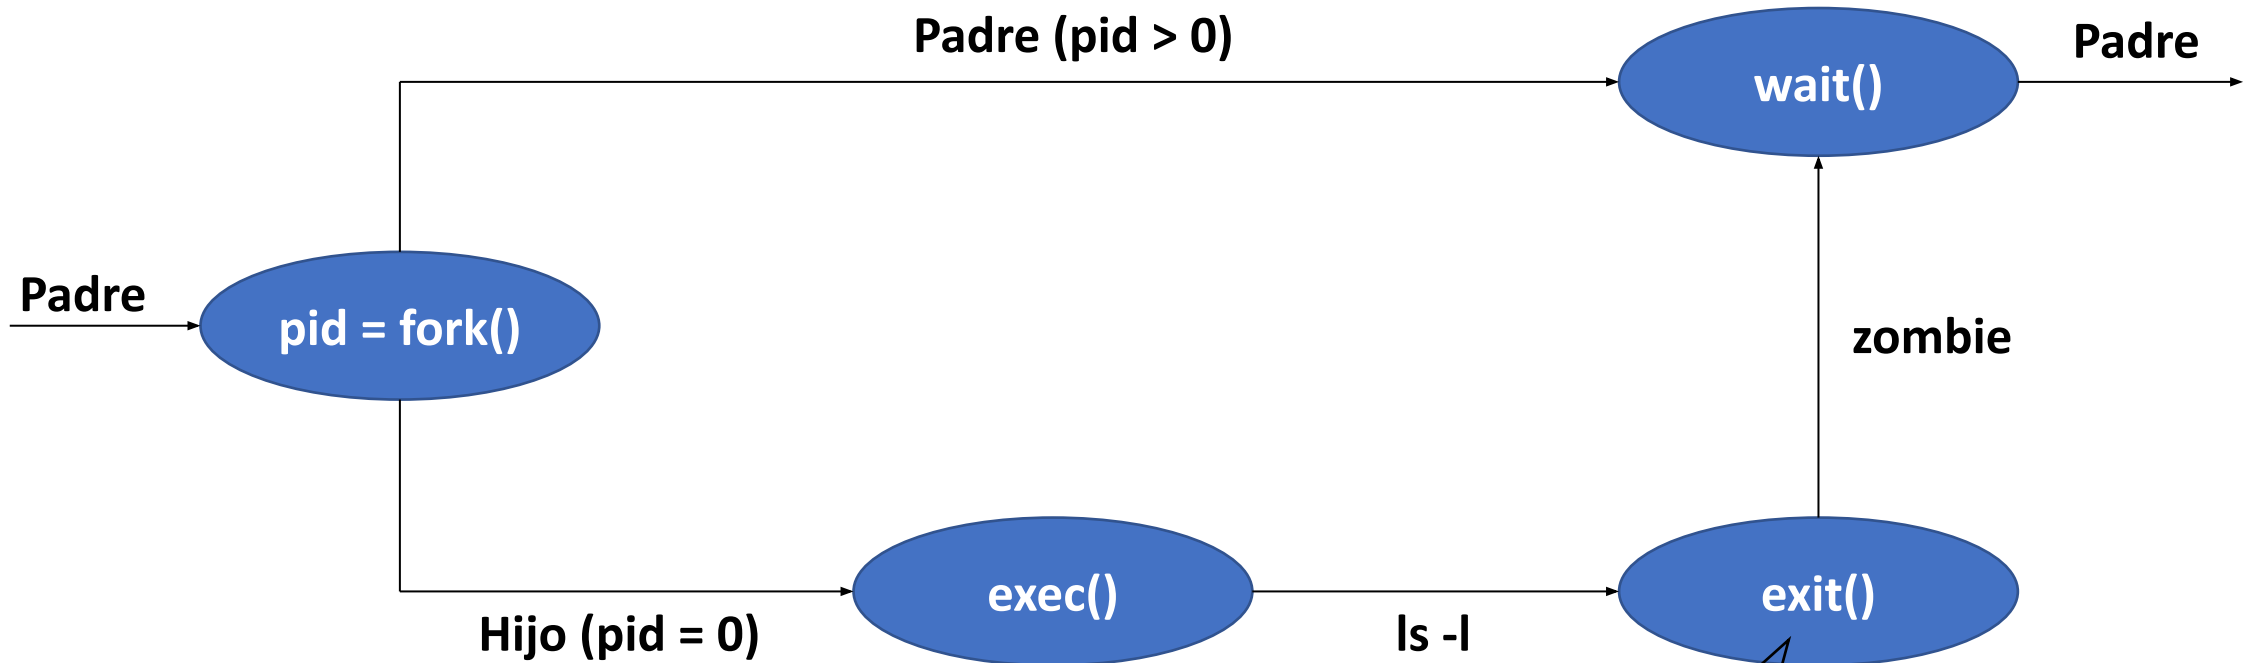 Padre (pid > 0)
Padre
wait()
Padre
pid = fork()
zombie
exec()
exit()
Hijo (pid = 0)
ls -l